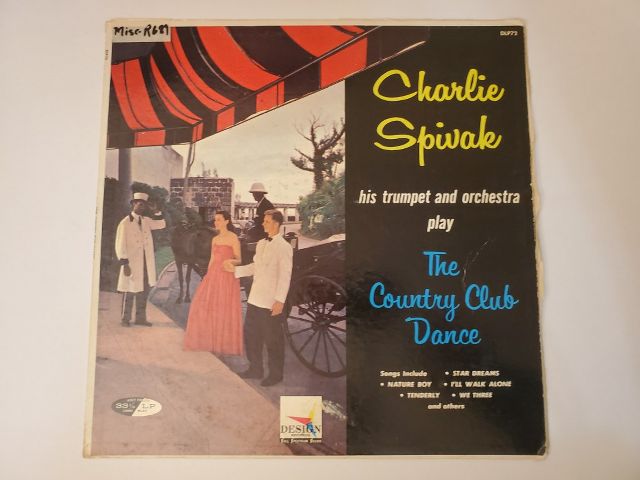 Misc-R687
DLP72
Charlie
Spivak
his trumpet and orchestra
play
The
Country Club
Dance
Songs Include • STAR DREAMS
• NATURE BOY • I'LL WALK ALONE
• TENDERLY • WE THREE
and others
33⅓ LP
DESIGN